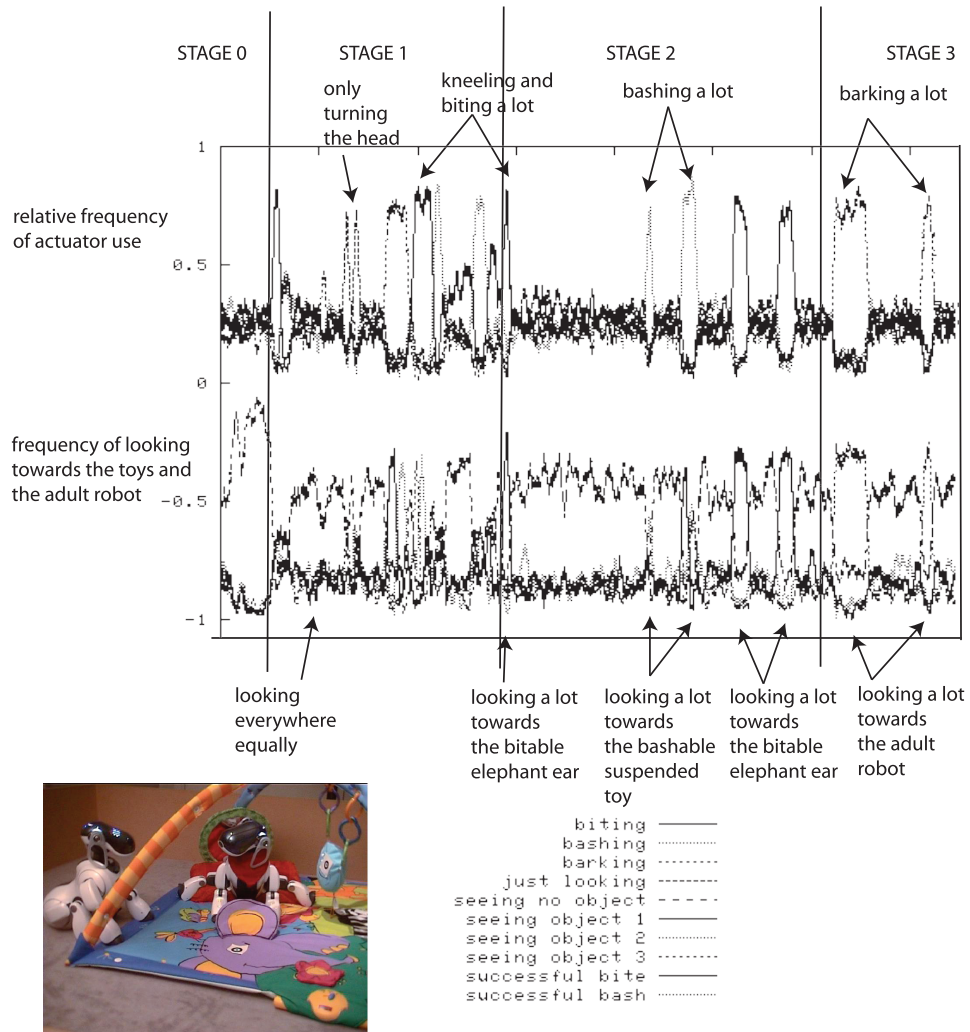 STAGE 0
STAGE 1
STAGE 2
STAGE 3
only
turning
the head
kneeling and
biting a lot
bashing a lot
barking a lot
relative frequency
of actuator use
frequency of looking
towards the toys and
the adult robot
1
0.5
0
-0.5
-1
looking
everywhere
equally
looking a lot
towards
the bitable
elephant ear
looking a lot
towards
the bashable
suspended
toy
looking a lot
towards
the bitable
elephant ear
looking a lot
towards
the adult
robot
biting
bashing
barking
just looking
seeing no object
seeing object 1
seeing object 2
seeing object 3
successful bite
successful bash